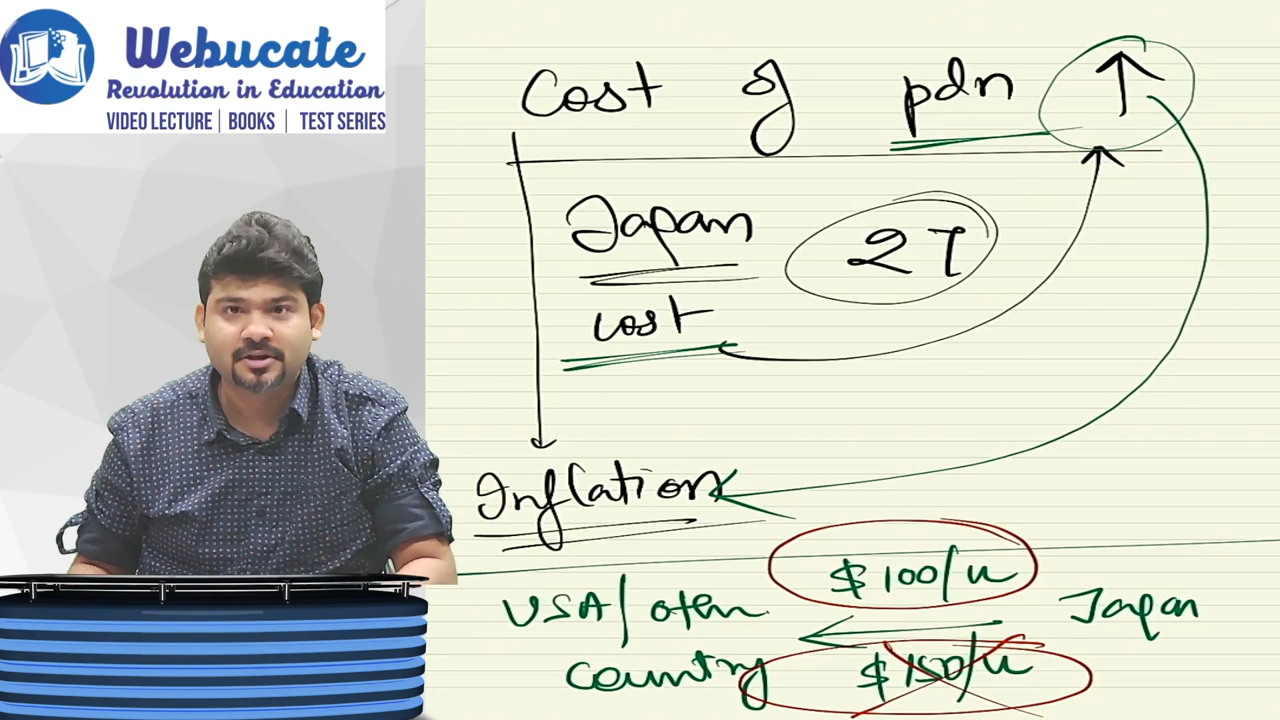 Webucate
Revolution in Education
VIDEO LECTURE | BOOKS | TEST SERIES
Cost of pdn ↑
Japan 27
cost
Inflation
$100/u
USA/ other Japan
Country $150/u